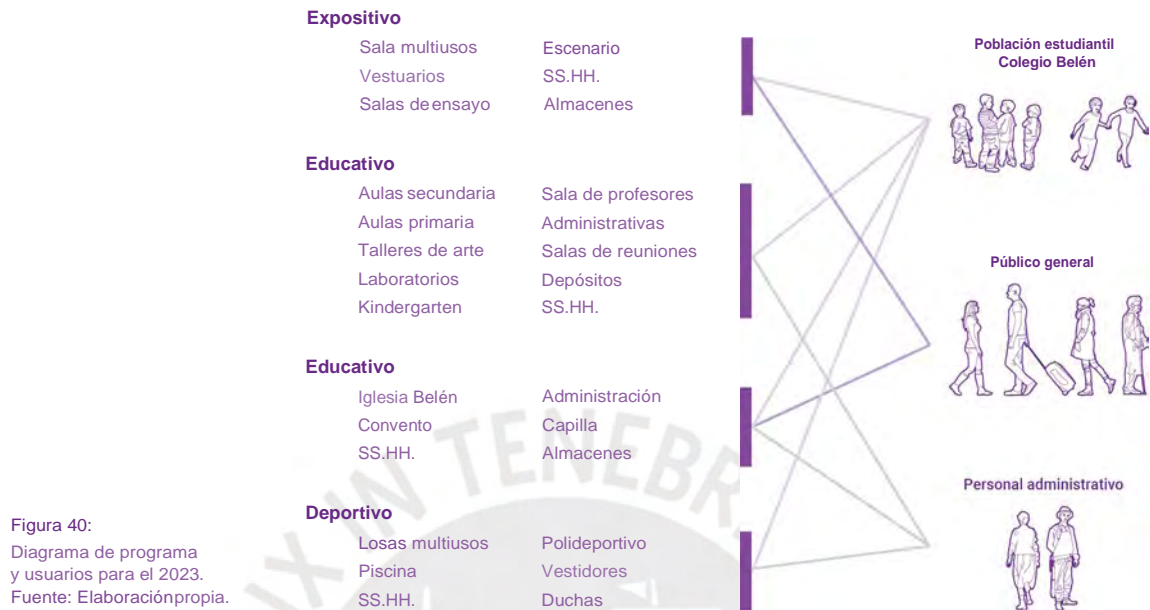 Expositivo
Sala multiusos Escenario
Vestuarios SS.HH.
Salas de ensayo Almacenes
Educativo
Aulas secundaria Sala de profesores
Aulas primaria Administrativas
Talleres de arte Salas de reuniones
Laboratorios Depósitos
Kindergarten SS.HH.
Educativo
Iglesia Belén Administración
Convento Capilla
SS.HH. Almacenes
Deportivo
Losas multiusos Polideportivo
Piscina Vestidores
SS.HH. Duchas
Población estudiantil
Colegio Belén
Público general
Personal administrativo
Figura 40:
Diagrama de programa
y usuarios para el 2023.
Fuente: Elaboración propia.
IN TENEBR